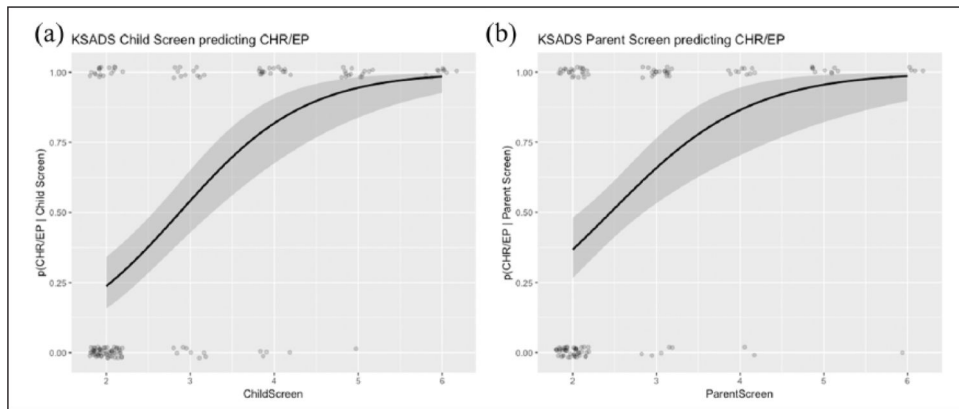 (a) KSADS Child Screen predicting CHR/EP
1.00
0.75
0.50
0.25
0.00
p(CHR/EP | Child Screen)
2 3 4 5 6
ChildScreen
(b) KSADS Parent Screen predicting CHR/EP
1.00
0.75
0.50
0.25
0.00
p(CHR/EP | Parent Screen)
2 3 4 5 6
ParentScreen